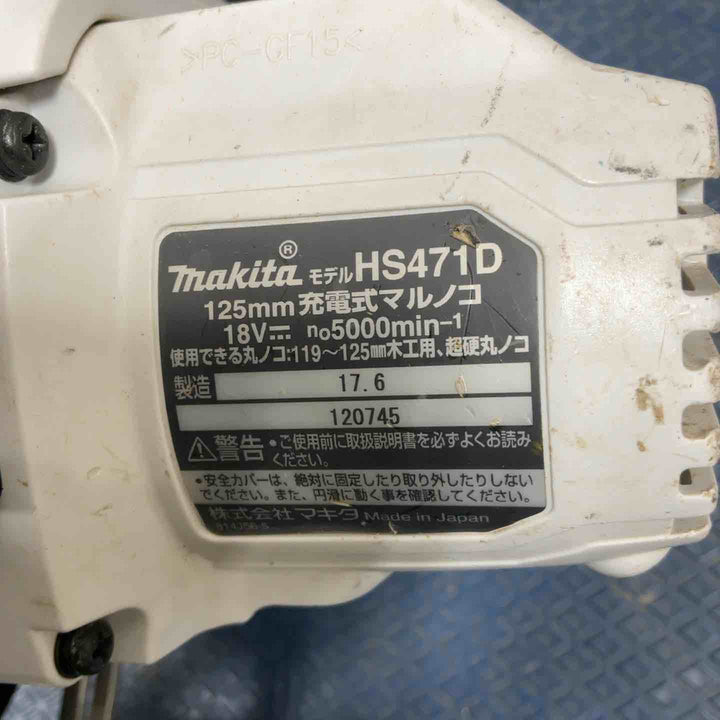 >PC-GF15<
makita® モデル HS471D
125mm 充電式マルノコ
18V⎓ n₀5000min⁻¹
使用できる丸ノコ:119～125mm木工用、超硬丸ノコ
製造 17.6
120745
⚠警告 •ご使用前に取扱説明書を必ずよくお読み
ください。
•安全カバーは、絶対に固定したり取り外したりしない
でください。また、円滑に動く事を確認してください。
株式会社マキタ Made in Japan
814J56-5